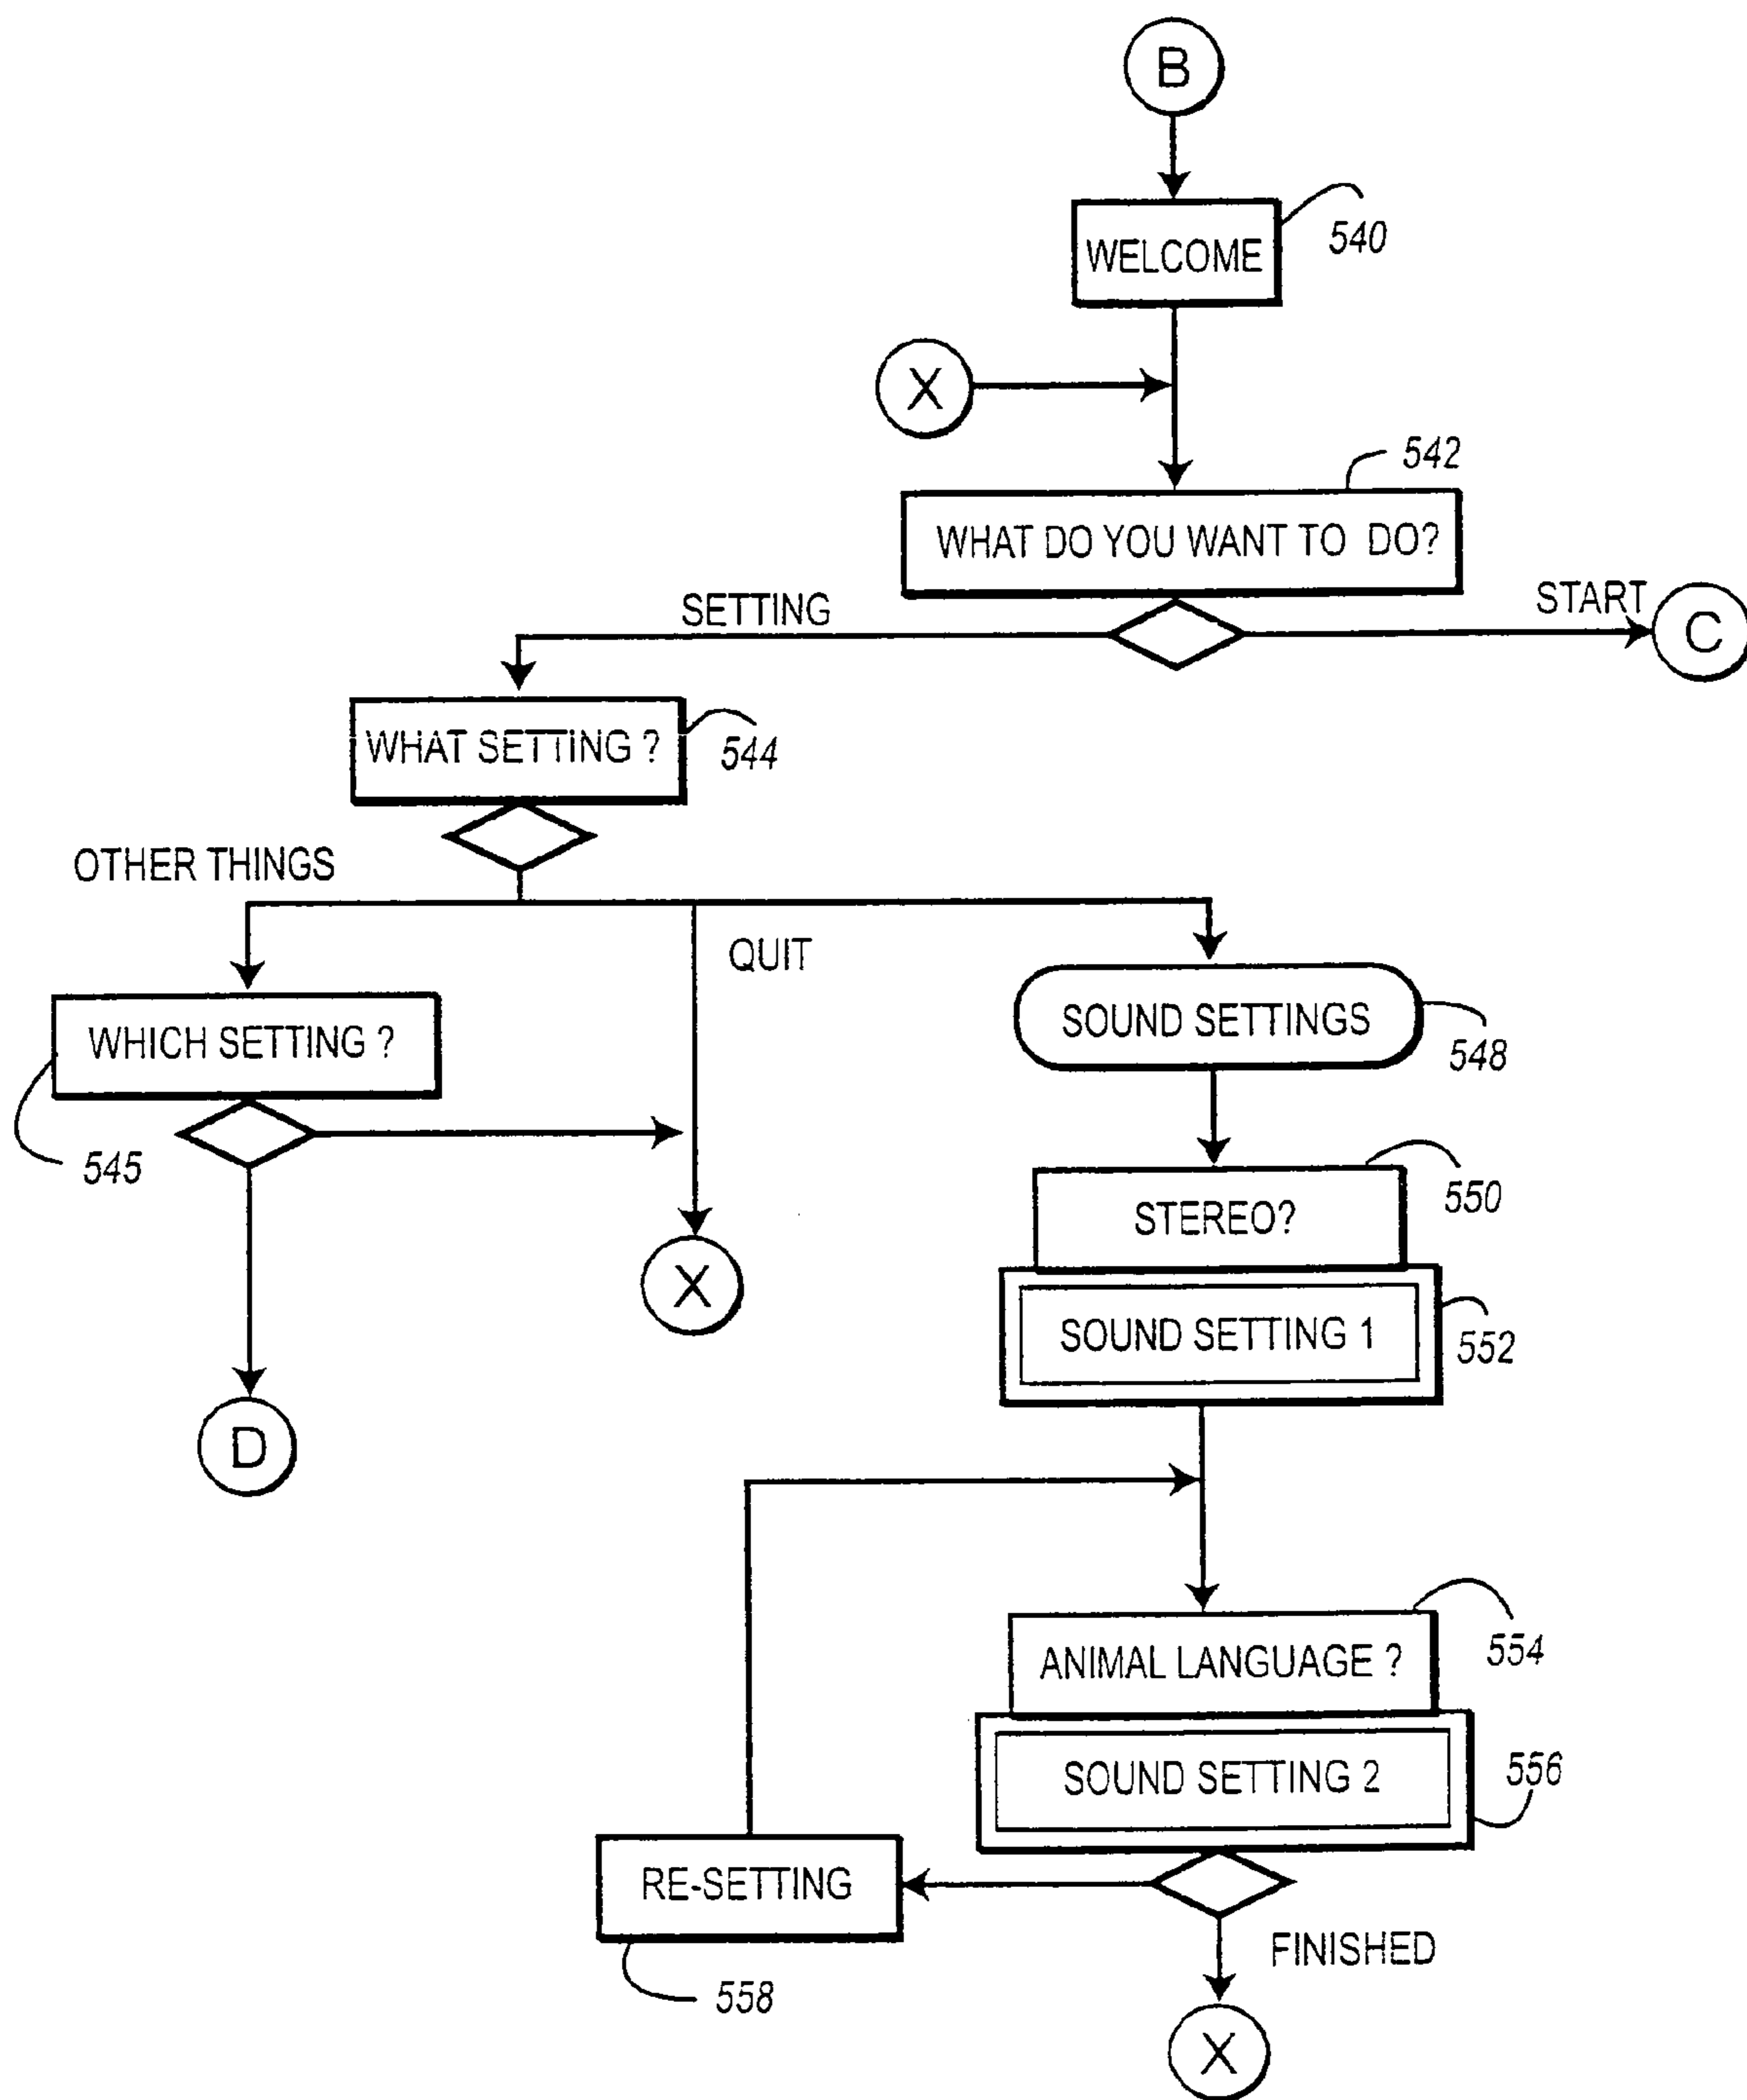 B
WELCOME
540
X
542
WHAT DO YOU WANT TO DO?
SETTING
START
C
WHAT SETTING ?
544
OTHER THINGS
QUIT
WHICH SETTING ?
545
SOUND SETTINGS
548
STEREO?
550
X
SOUND SETTING 1
552
D
ANIMAL LANGUAGE ?
554
SOUND SETTING 2
556
RE-SETTING
558
FINISHED
X